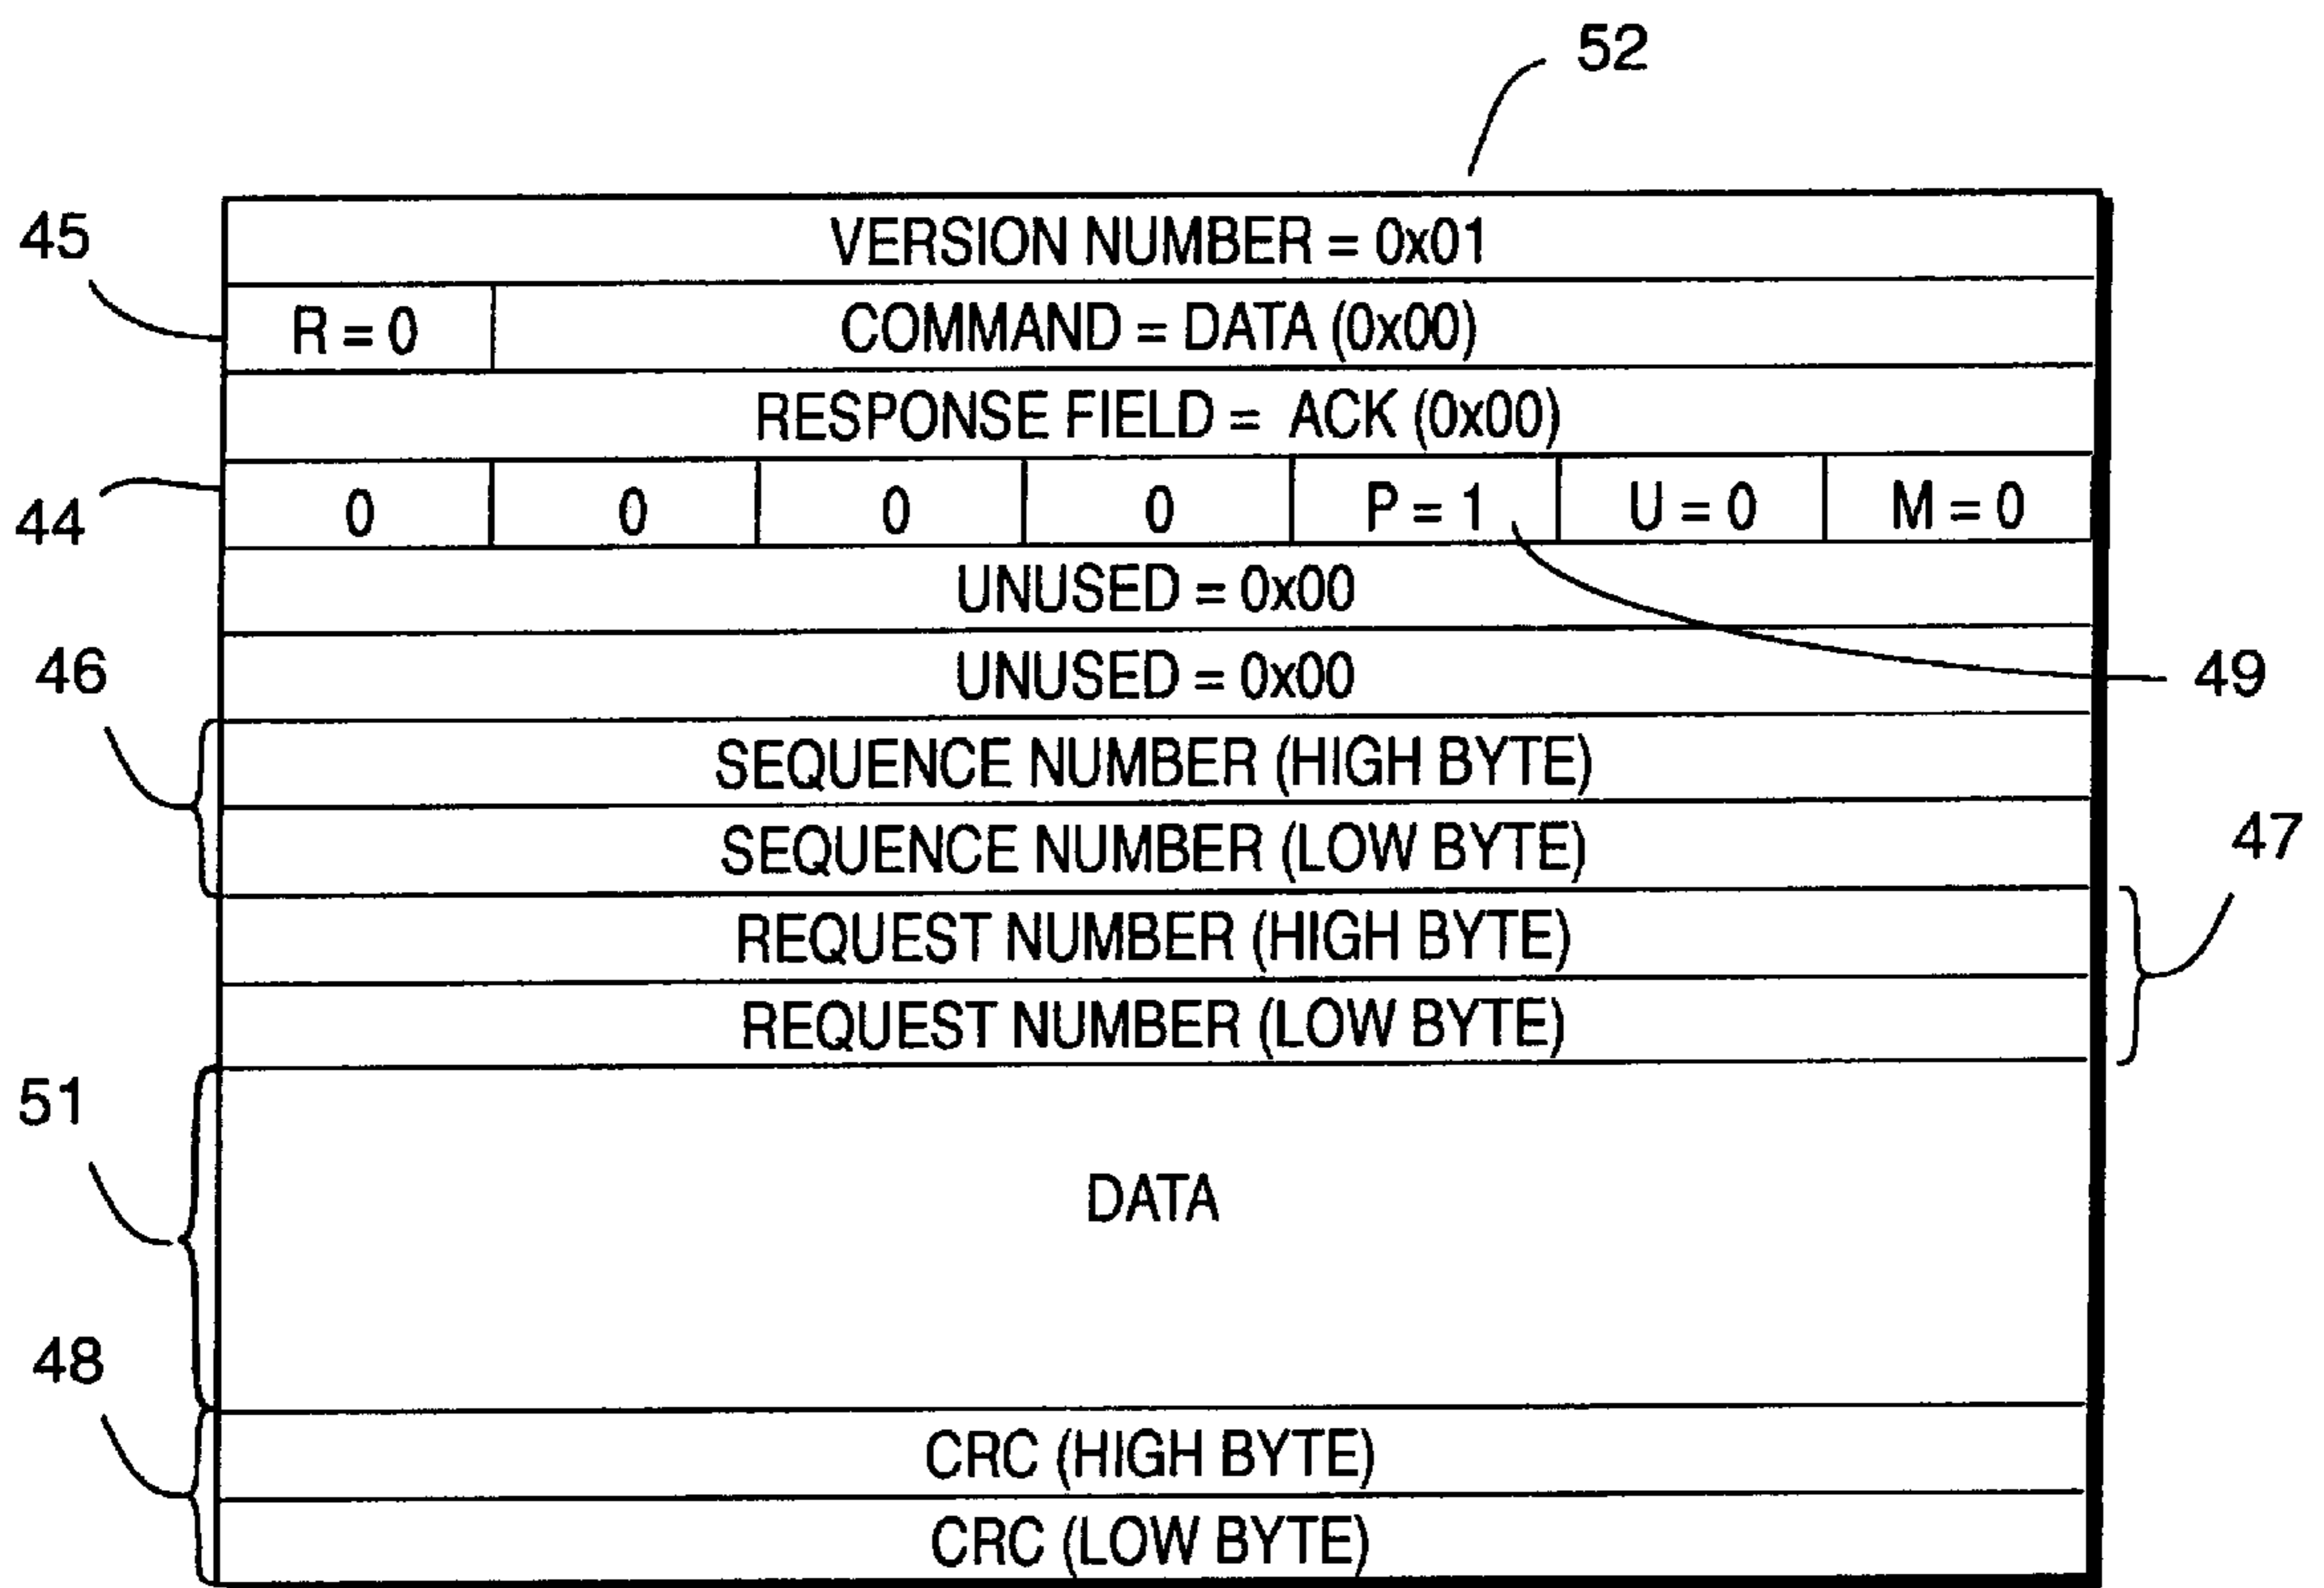 52
45
VERSION NUMBER = 0x01
R = 0 COMMAND = DATA (0x00)
RESPONSE FIELD = ACK (0x00)
44
0 0 0 0 P = 1 U = 0 M = 0
UNUSED = 0x00
46
UNUSED = 0x00
49
SEQUENCE NUMBER (HIGH BYTE)
SEQUENCE NUMBER (LOW BYTE)
47
REQUEST NUMBER (HIGH BYTE)
REQUEST NUMBER (LOW BYTE)
51
DATA
48
CRC (HIGH BYTE)
CRC (LOW BYTE)